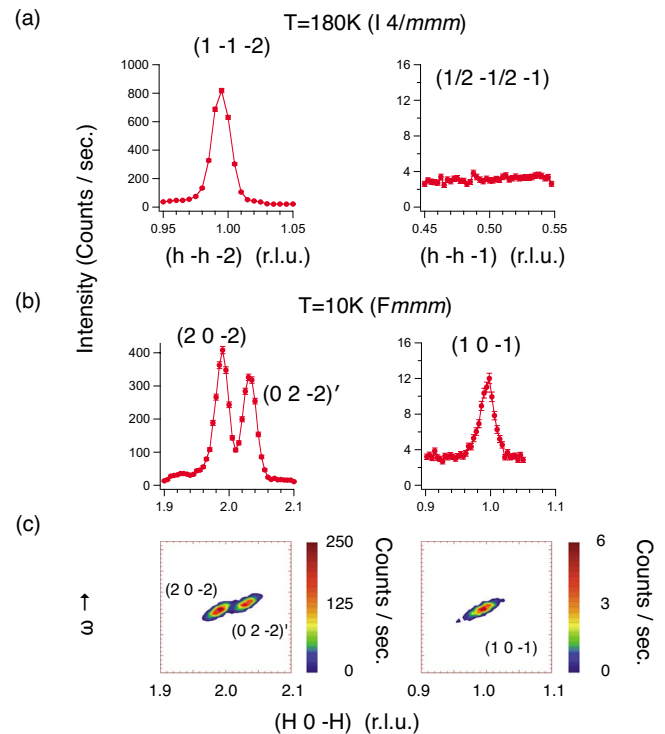 (a)
T=180K (I 4/mmm)
(1 -1 -2)
(1/2 -1/2 -1)
Intensity (Counts / sec.)
1000
800
600
400
200
0
0.95
1.00
1.05
(h -h -2) (r.l.u.)
16
12
8
4
0
0.45
0.50
0.55
(h -h -1) (r.l.u.)
(b)
T=10K (Fmmm)
(2 0 -2)
(0 2 -2)′
(1 0 -1)
400
300
200
100
0
1.9
2.0
2.1
16
12
8
4
0
0.9
1.0
1.1
(c)
ω →
(2 0 -2)
(0 2 -2)'
250
125
0
Counts / sec.
1.9
2.0
2.1
(1 0 -1)
6
3
0
Counts / sec.
0.9
1.0
1.1
(H 0 -H) (r.l.u.)